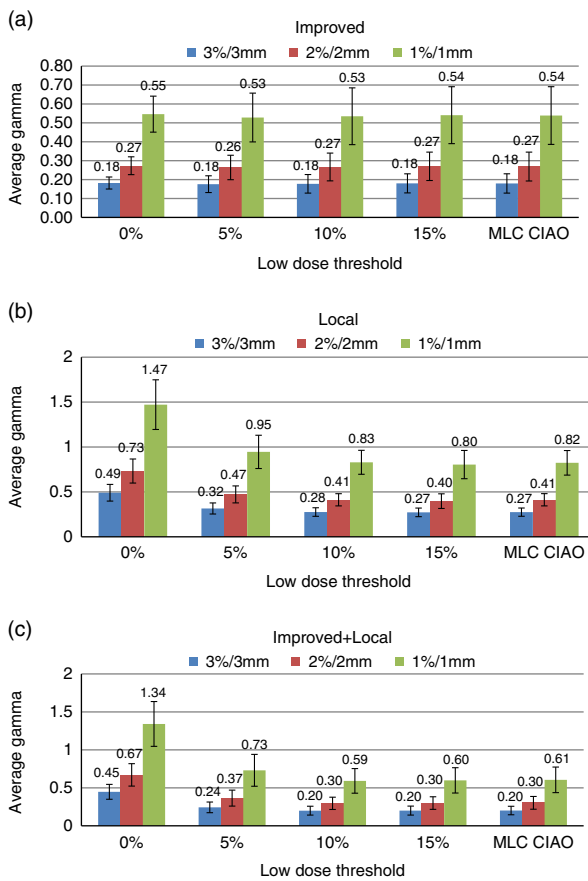 (a)
Improved
3%/3mm 2%/2mm 1%/1mm
0.80
0.70
0.60
0.50
0.40
0.30
0.20
0.10
0.00
Average gamma
0.18 0.27 0.55
0.18 0.26 0.53
0.18 0.27 0.53
0.18 0.27 0.54
0.18 0.27 0.54
0% 5% 10% 15% MLC CIAO
Low dose threshold
(b)
Local
3%/3mm 2%/2mm 1%/1mm
2
1.5
1
0.5
0
Average gamma
0.49 0.73 1.47
0.32 0.47 0.95
0.28 0.41 0.83
0.27 0.40 0.80
0.27 0.41 0.82
0% 5% 10% 15% MLC CIAO
Low dose threshold
(c)
Improved+Local
3%/3mm 2%/2mm 1%/1mm
2
1.5
1
0.5
0
Average gamma
0.45 0.67 1.34
0.24 0.37 0.73
0.20 0.30 0.59
0.20 0.30 0.60
0.20 0.30 0.61
0% 5% 10% 15% MLC CIAO
Low dose threshold